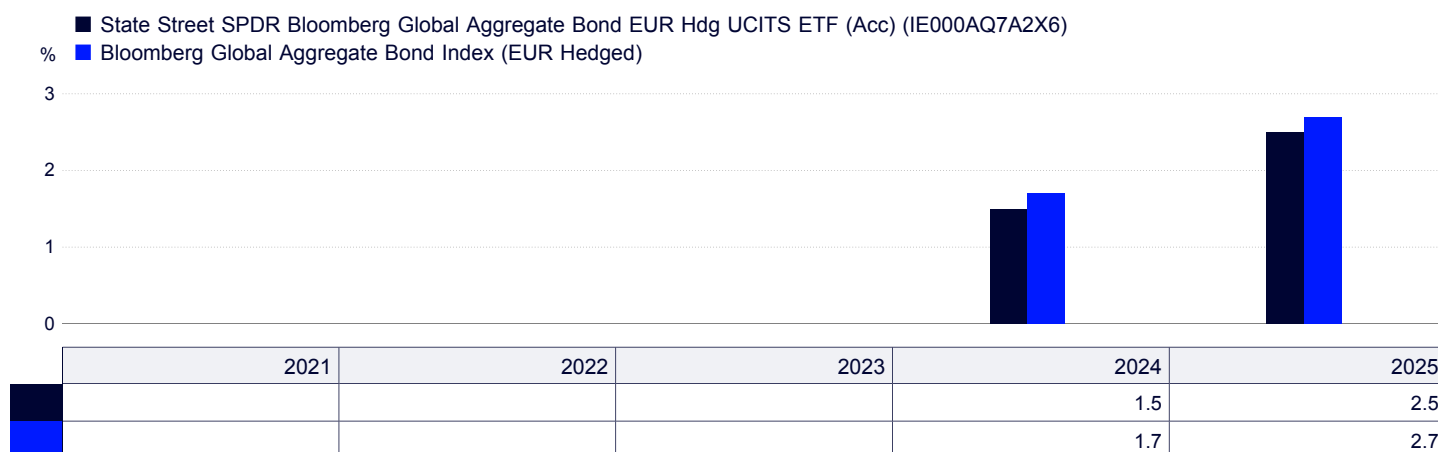 State Street SPDR Bloomberg Global Aggregate Bond EUR Hdg UCITS ETF (Acc) (IE000AQ7A2X6)
% Bloomberg Global Aggregate Bond Index (EUR Hedged)
3
2
1
0
2021 2022 2023 2024 2025
1.5 2.5
1.7 2.7